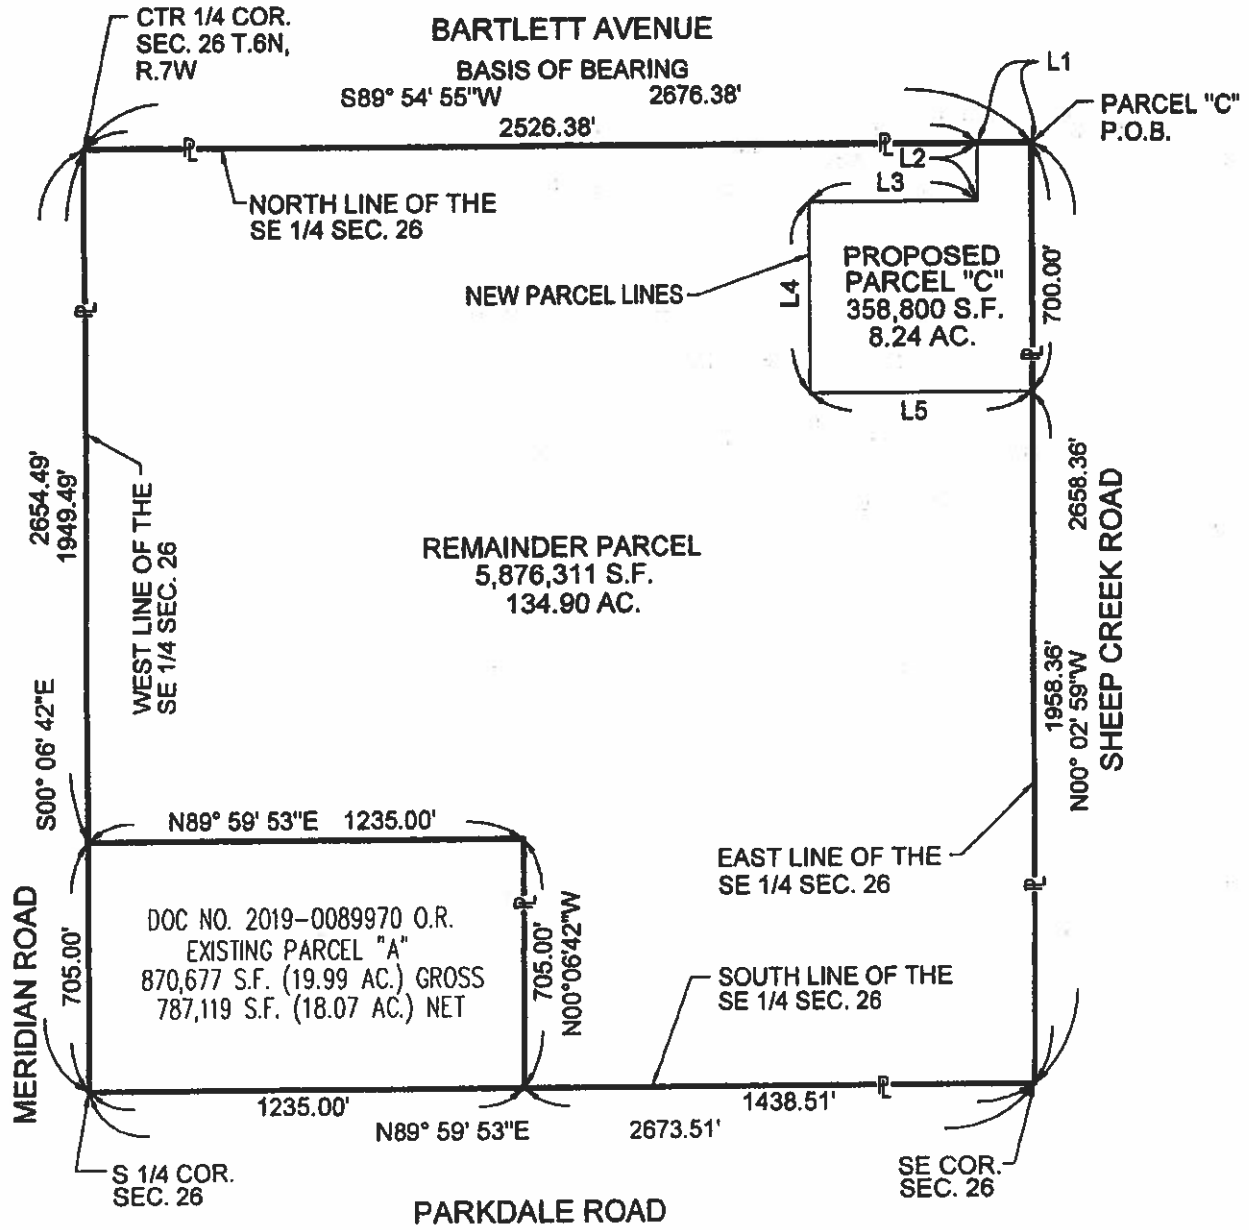 CTR 1/4 COR.
SEC. 26 T.6N,
R.7W
BARTLETT AVENUE
BASIS OF BEARING
S89° 54' 55"W 2676.38'
2526.38'
L1
PARCEL "C"
P.O.B.
PL
PL
L2
L3
NORTH LINE OF THE
SE 1/4 SEC. 26
NEW PARCEL LINES
L4
PROPOSED
PARCEL "C"
358,800 S.F.
8.24 AC.
700.00'
PL
PL
L5
2654.49'
1949.49'
WEST LINE OF THE
SE 1/4 SEC. 26
S00° 06' 42"E
REMAINDER PARCEL
5,876,311 S.F.
134.90 AC.
2658.36'
1958.36'
N00° 02' 59"W
SHEEP CREEK ROAD
N89° 59' 53"E 1235.00'
EAST LINE OF THE
SE 1/4 SEC. 26
PL
PL
MERIDIAN ROAD
705.00'
DOC NO. 2019-0089970 O.R.
EXISTING PARCEL "A"
870,677 S.F. (19.99 AC.) GROSS
787,119 S.F. (18.07 AC.) NET
705.00'
N00°06'42"W
SOUTH LINE OF THE
SE 1/4 SEC. 26
PL
1235.00'
1438.51'
N89° 59' 53"E 2673.51'
S 1/4 COR.
SEC. 26
SE COR.
SEC. 26
PARKDALE ROAD